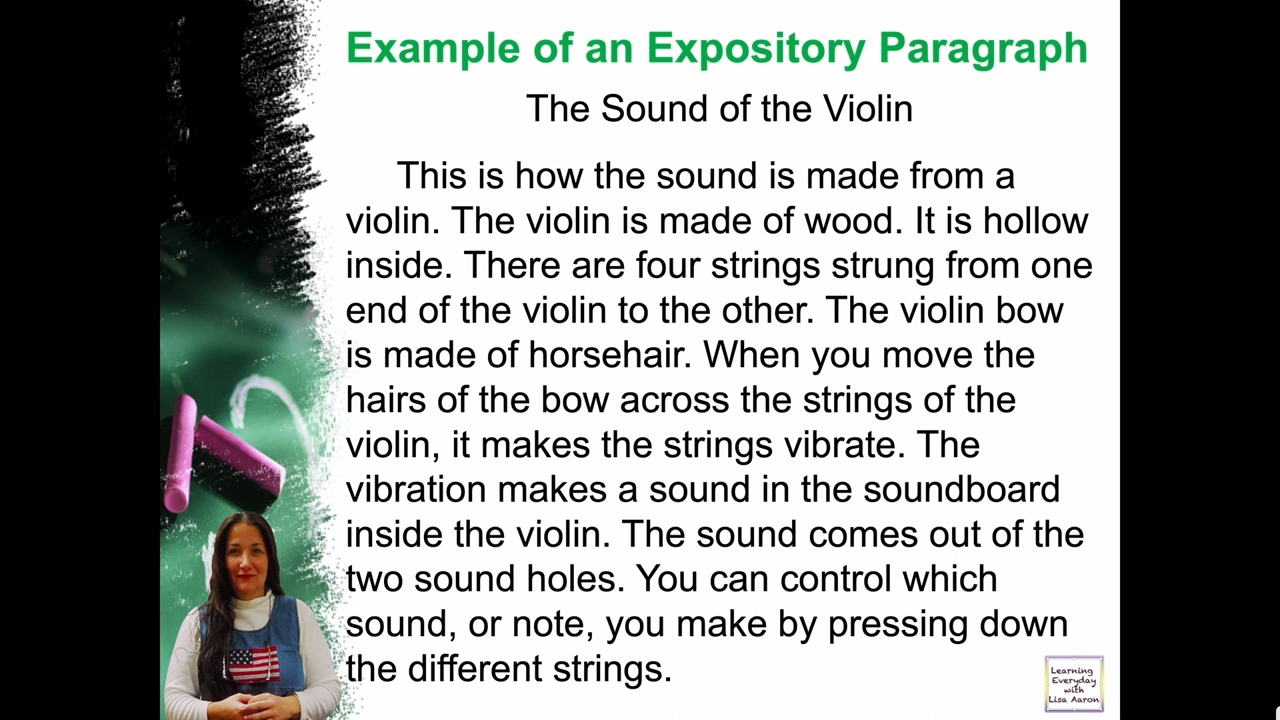 Example of an Expository Paragraph
The Sound of the Violin
This is how the sound is made from a
violin. The violin is made of wood. It is hollow
inside. There are four strings strung from one
end of the violin to the other. The violin bow
is made of horsehair. When you move the
hairs of the bow across the strings of the
violin, it makes the strings vibrate. The
vibration makes a sound in the soundboard
inside the violin. The sound comes out of the
two sound holes. You can control which
sound, or note, you make by pressing down
the different strings.
Learning
Everyday
with
Lisa Aaron